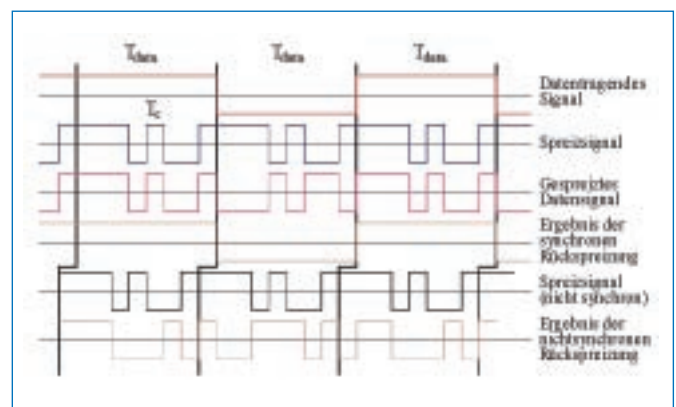 T_data T_data T_data
Datentragendes
Signal
T_c
Spreizsignal
Gespreiztes
Datensignal
Ergebnis der
synchronen
Rückspreizung
Spreizsignal
(nicht synchron)
Ergebnis der
nichtsynchronen
Rückspreizung